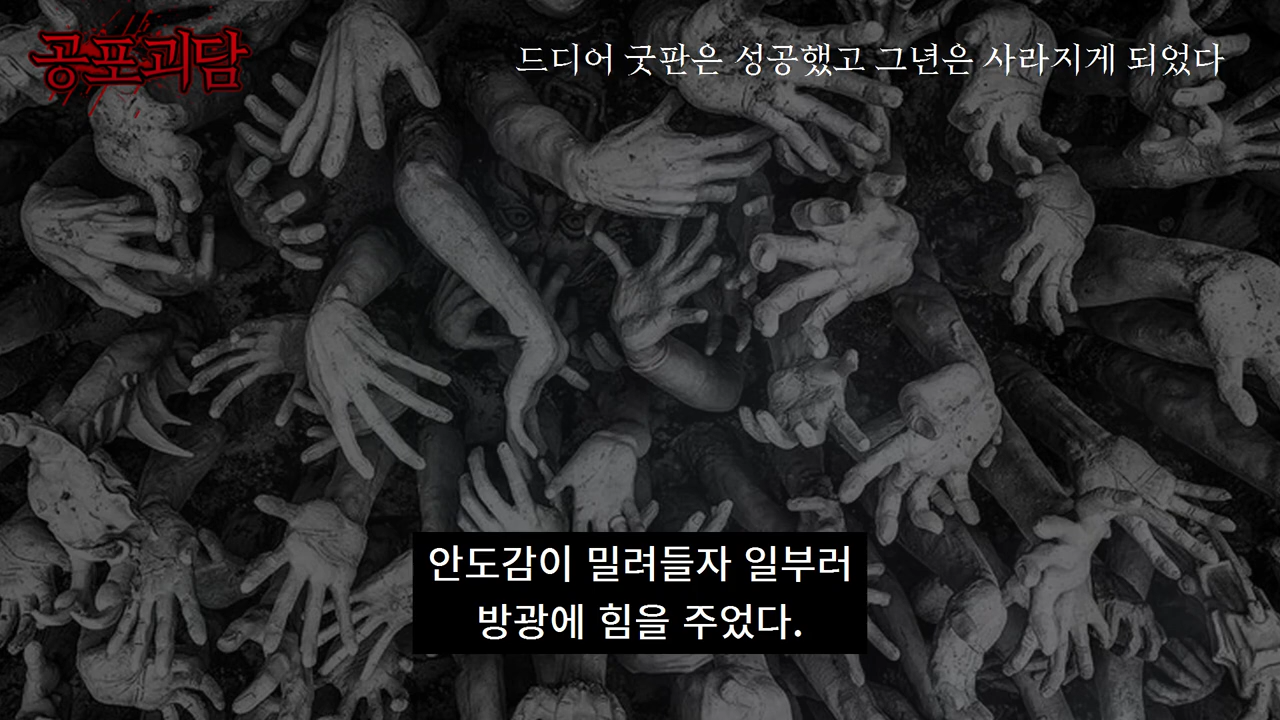 공포괴담
드디어 굿판은 성공했고 그년은 사라지게 되었다
안도감이 밀려들자 일부러
방광에 힘을 주었다.